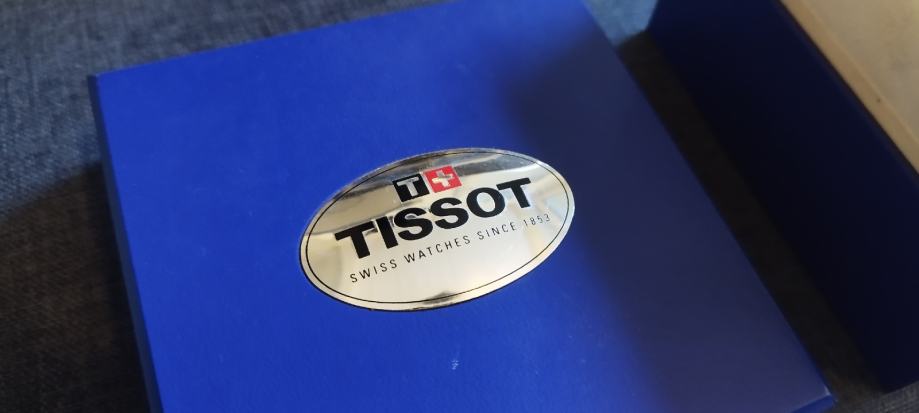 T+
TISSOT
SWISS WATCHES SINCE 1853